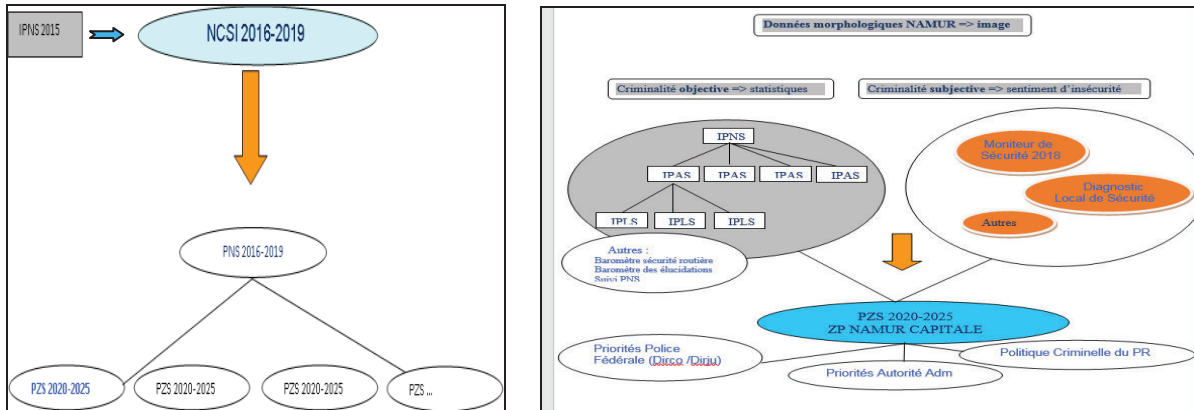 IPNS 2015
NCSI 2016-2019
PNS 2016-2019
PZS 2020-2025
PZS 2020-2025
PZS 2020-2025
PZS ...
Données morphologiques NAMUR => image
Criminalité objective => statistiques
Criminalité subjective => sentiment d'insécurité
IPNS
IPAS
IPAS
IPAS
IPAS
IPLS
IPLS
IPLS
Autres :
Baromètre sécurité routière
Baromètre des élucidations
Suivi PNS
Moniteur de
Sécurité 2018
Diagnostic
Local de Sécurité
Autres
PZS 2020-2025
ZP NAMUR CAPITALE
Priorités Police
Fédérale (Dirco /Dirju)
Priorités Autorité Adm
Politique Criminelle du PR